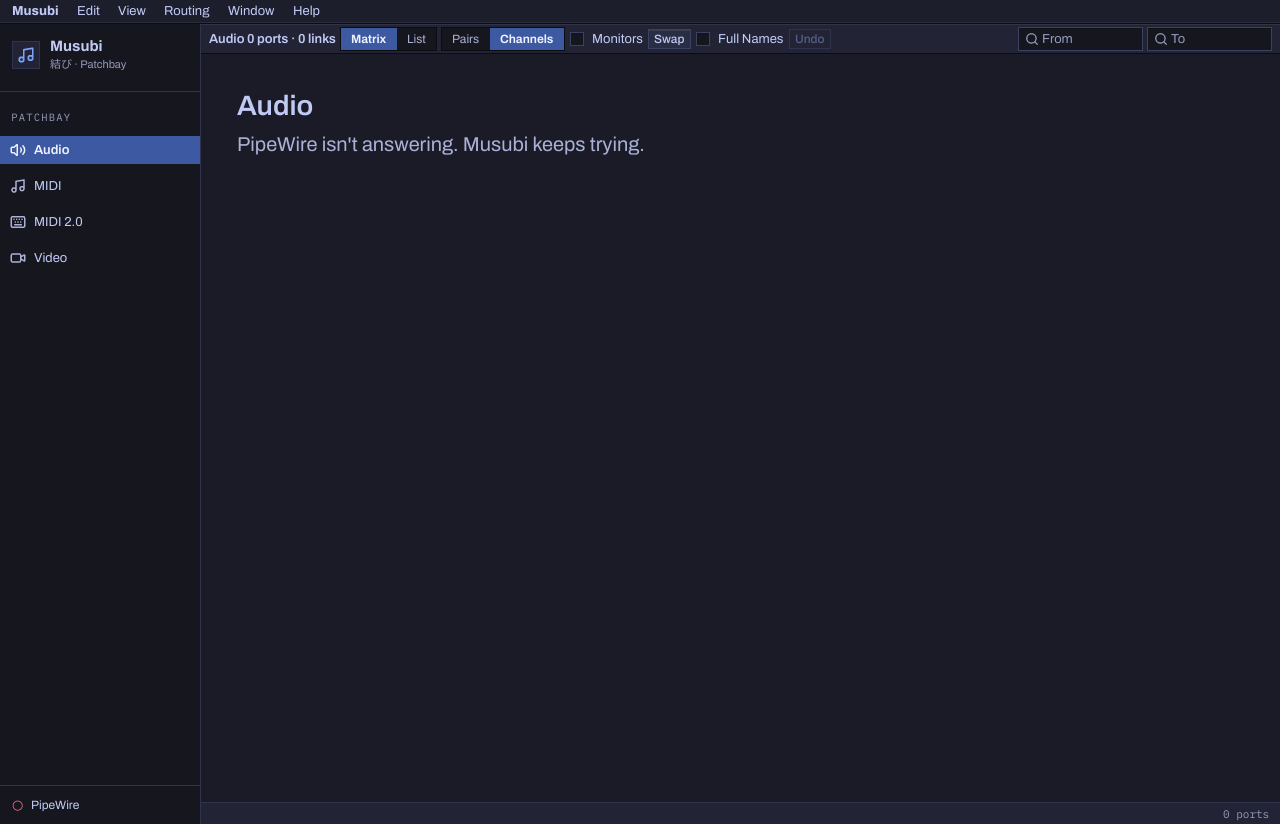 Musubi Edit View Routing Window Help
Musubi
結び · Patchbay
Audio 0 ports · 0 links Matrix List Pairs Channels Monitors Swap Full Names Undo From To
PATCHBAY
Audio
MIDI
MIDI 2.0
Video
Audio
PipeWire isn't answering. Musubi keeps trying.
PipeWire
0 ports